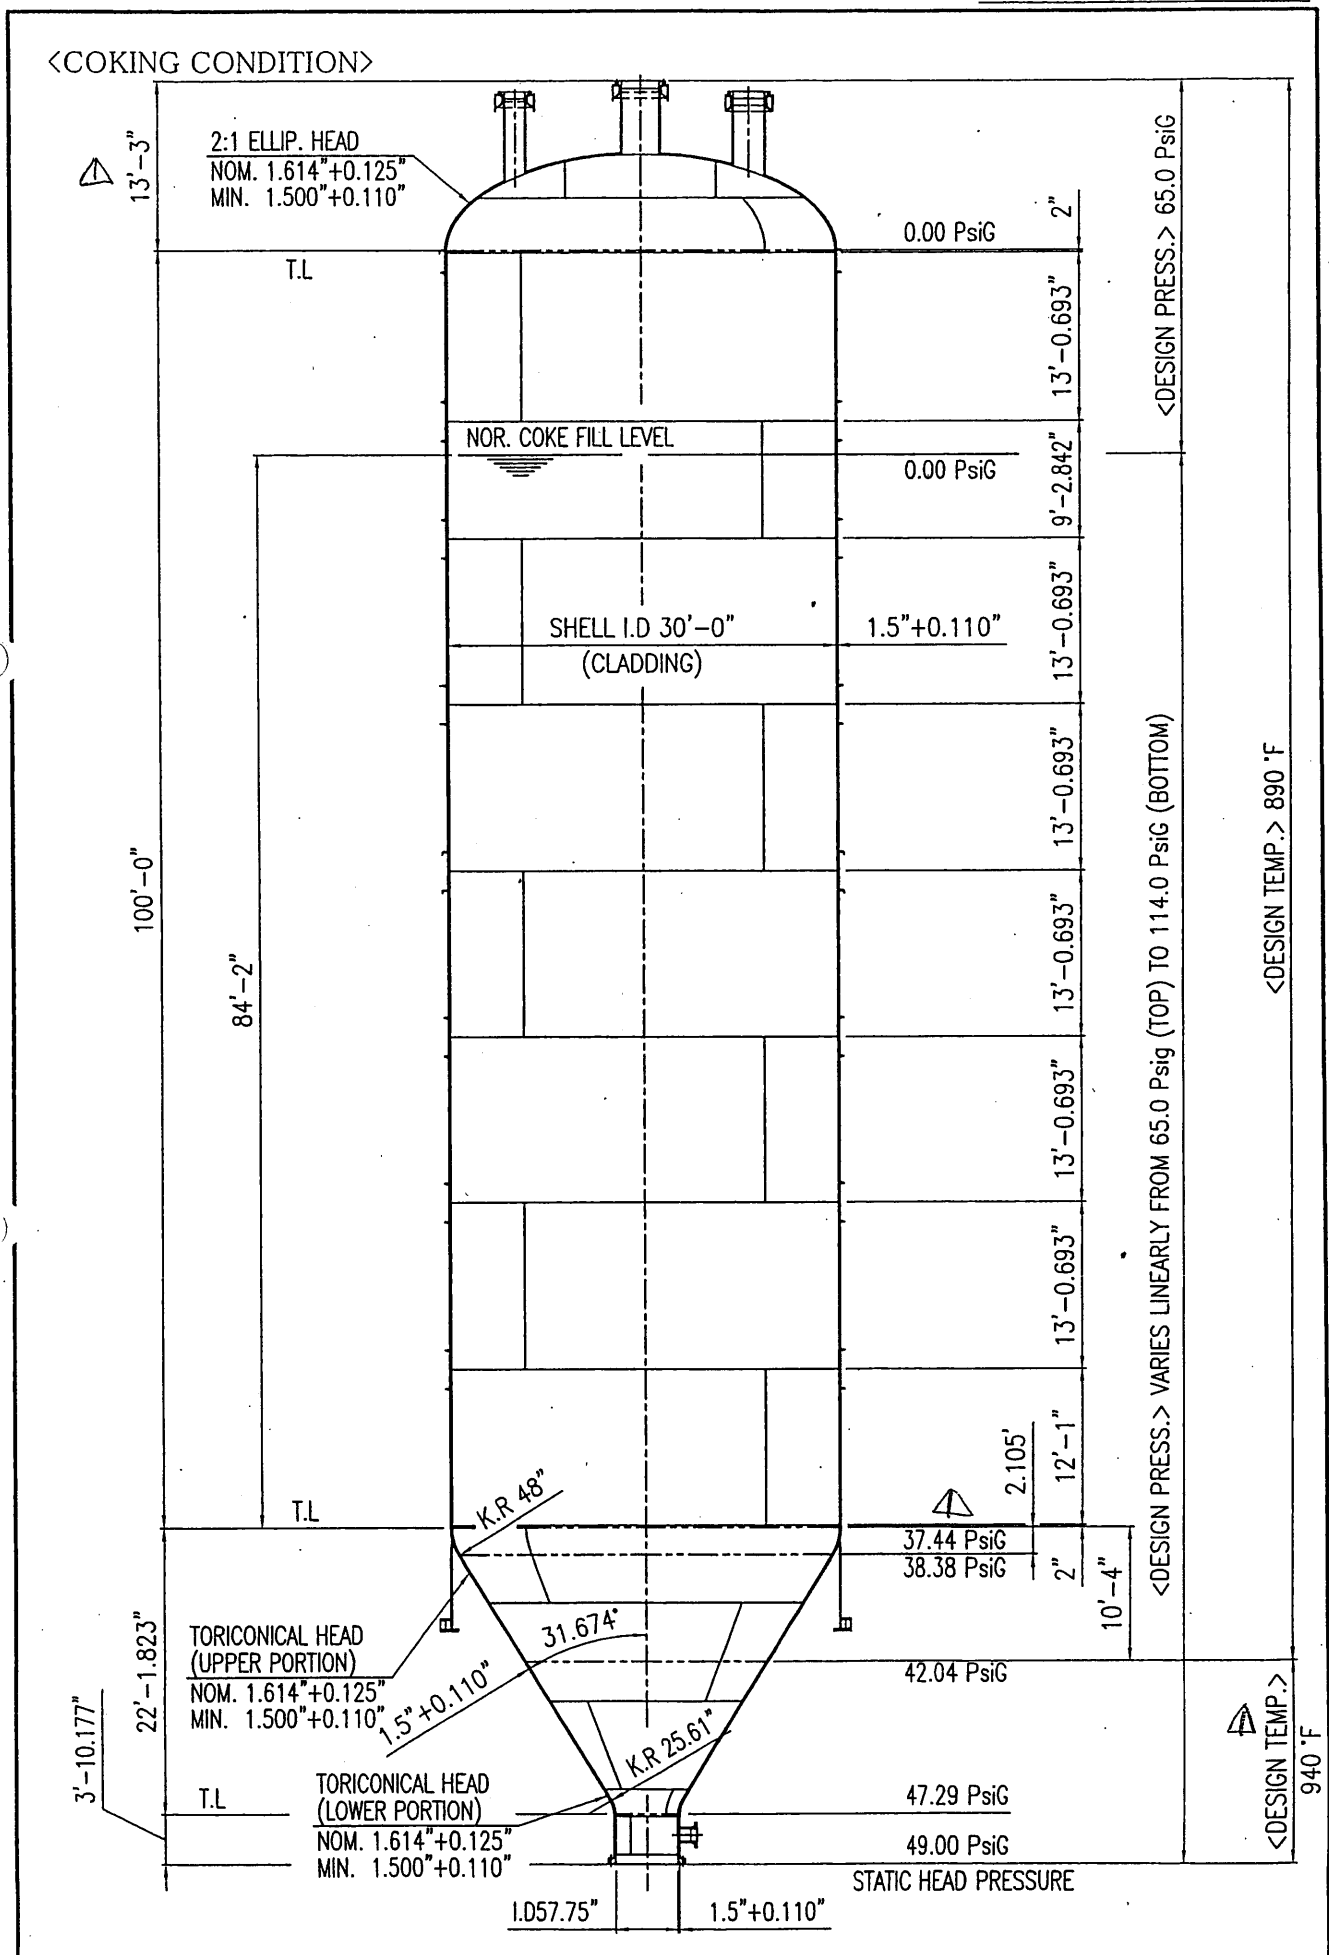 <COKING CONDITION>
13'-3"
2:1 ELLIP. HEAD
NOM. 1.614"+0.125"
MIN. 1.500"+0.110"
T.L
0.00 PsiG
2"
<DESIGN PRESS.> 65.0 PsiG
13'-0.693"
NOR. COKE FILL LEVEL
0.00 PsiG
9'-2.842"
SHELL I.D 30'-0"
(CLADDING)
1.5"+0.110"
13'-0.693"
13'-0.693"
13'-0.693"
13'-0.693"
13'-0.693"
12'-1"
100'-0"
84'-2"
<DESIGN PRESS.> VARIES LINEARLY FROM 65.0 Psig (TOP) TO 114.0 PsiG (BOTTOM)
<DESIGN TEMP.> 890 °F
T.L
K.R 48"
2.105'
37.44 PsiG
38.38 PsiG
2"
10'-4"
31.674°
TORICONICAL HEAD
(UPPER PORTION)
NOM. 1.614"+0.125"
MIN. 1.500"+0.110"
1.5"+0.110"
42.04 PsiG
22'-1.823"
3'-10.177"
K.R 25.61"
T.L
TORICONICAL HEAD
(LOWER PORTION)
NOM. 1.614"+0.125"
MIN. 1.500"+0.110"
47.29 PsiG
49.00 PsiG
STATIC HEAD PRESSURE
<DESIGN TEMP.>
940 °F
I.D57.75"
1.5"+0.110"